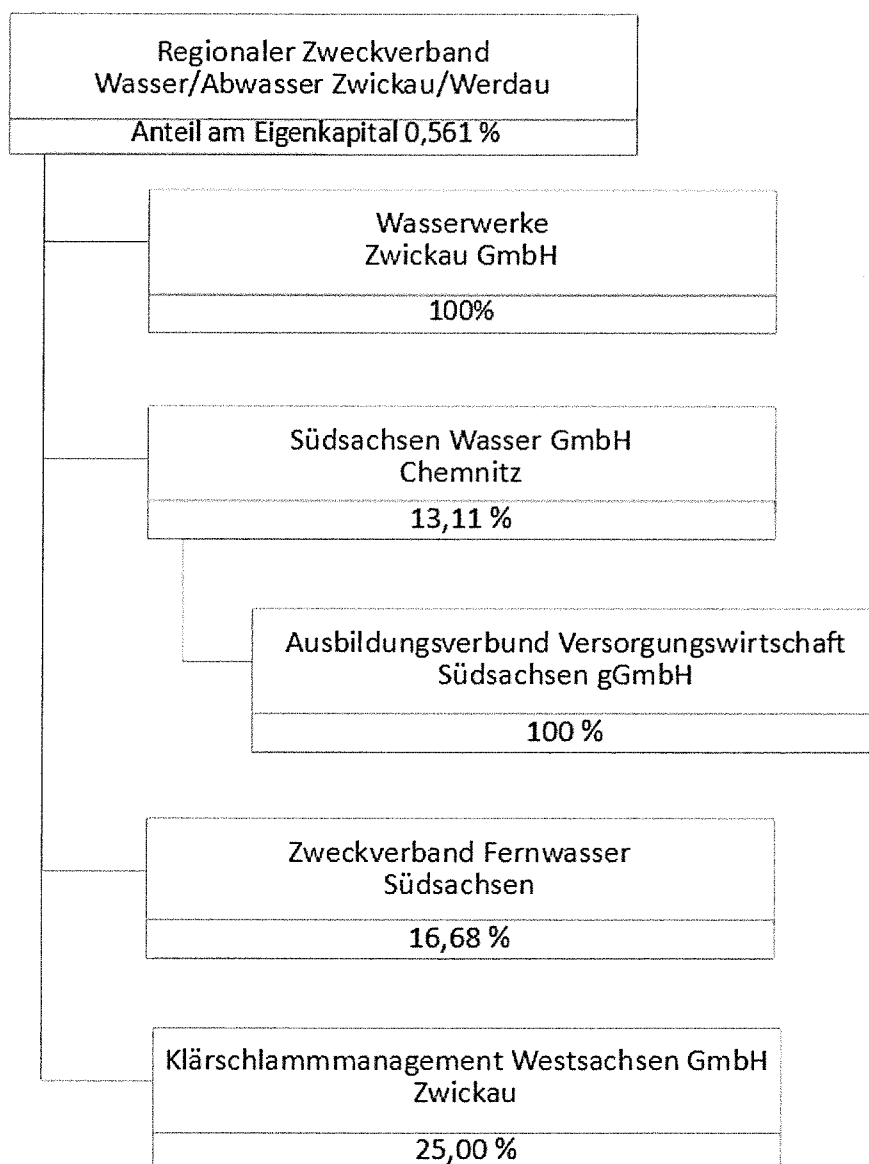 Regionaler Zweckverband
Wasser/Abwasser Zwickau/Werdau
Anteil am Eigenkapital 0,561 %
Wasserwerke
Zwickau GmbH
100%
Südsachsen Wasser GmbH
Chemnitz
13,11 %
Ausbildungsverbund Versorgungswirtschaft
Südsachsen gGmbH
100 %
Zweckverband Fernwasser
Südsachsen
16,68 %
Klärschlammmanagement Westsachsen GmbH
Zwickau
25,00 %